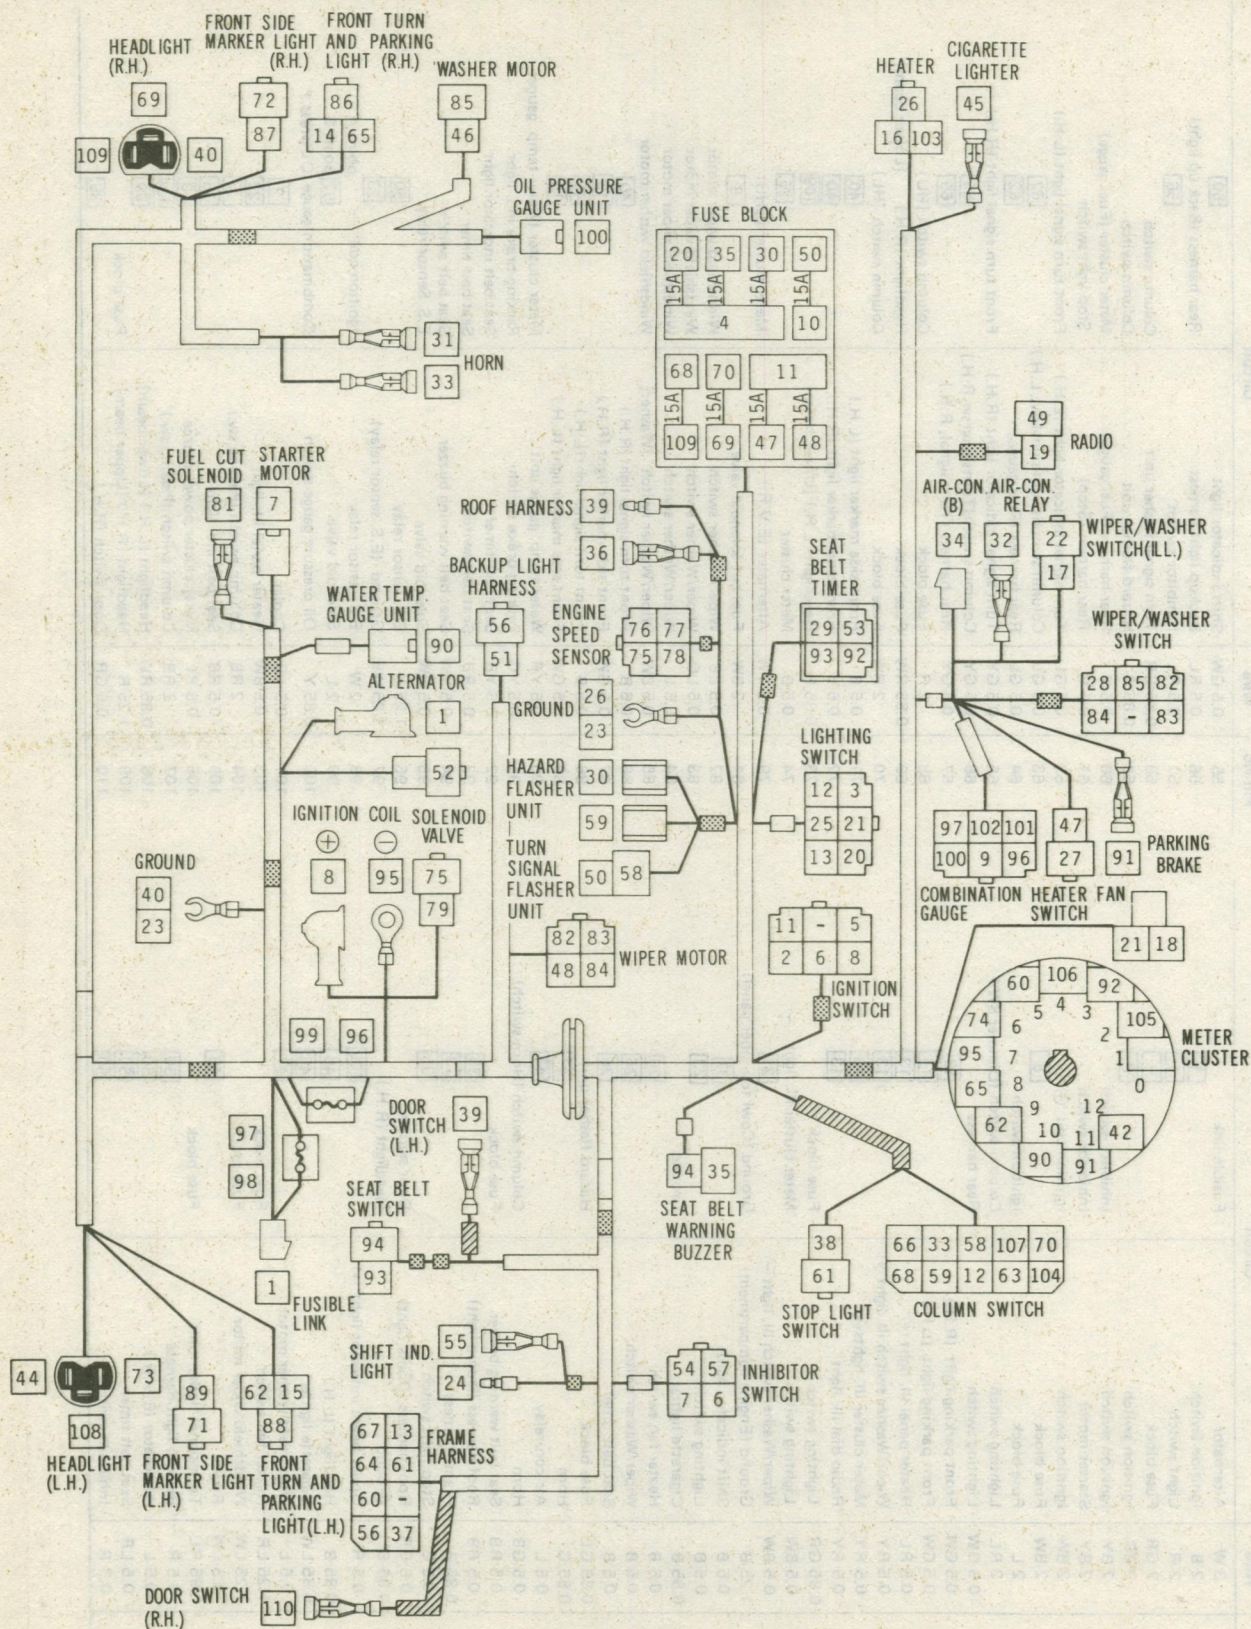 FRONT SIDE
MARKER LIGHT
(R.H.)
FRONT TURN
AND PARKING
LIGHT (R.H.)
HEADLIGHT
(R.H.)
WASHER MOTOR
69
72
86
85
109
40
87
14 65
46
OIL PRESSURE
GAUGE UNIT
100
HEATER
CIGARETTE
LIGHTER
26
45
16 103
FUSE BLOCK
20 35 30 50
15A 15A 15A 15A
4 10
68 70 11
15A 15A 15A
109 69 47 48
31
HORN
33
49
RADIO
19
FUEL CUT
SOLENOID
STARTER
MOTOR
81
7
ROOF HARNESS
39
36
AIR-CON.
(B)
AIR-CON.
RELAY
34
32
22
WIPER/WASHER
SWITCH(ILL.)
17
BACKUP LIGHT
HARNESS
56
51
WATER TEMP.
GAUGE UNIT
90
ENGINE
SPEED
SENSOR
76 77
75 78
SEAT
BELT
TIMER
29 53
93 92
WIPER/WASHER
SWITCH
28 85 82
84 - 83
ALTERNATOR
1
52
GROUND
26
23
HAZARD
FLASHER
UNIT
30
59
TURN
SIGNAL
FLASHER
UNIT
50 58
LIGHTING
SWITCH
12 3
25 21
13 20
IGNITION COIL
+ −
8
95
SOLENOID
VALVE
75
79
GROUND
40
23
97 102 101
100 9 96
COMBINATION
GAUGE
47
27
HEATER FAN
SWITCH
91
PARKING
BRAKE
82 83
48 84
WIPER MOTOR
11 - 5
2 6 8
IGNITION
SWITCH
21 18
METER
CLUSTER
60 106 92
74 105
95
65
62 42
90 91
0
1
2
3
4
5
6
7
8
9
10
11
12
99
96
97
98
1
FUSIBLE
LINK
DOOR
SWITCH
(L.H.)
39
SEAT BELT
SWITCH
94
93
94 35
SEAT BELT
WARNING
BUZZER
38
61
STOP LIGHT
SWITCH
66 33 58 107 70
68 59 12 63 104
COLUMN SWITCH
SHIFT IND.
LIGHT
55
24
54 57
7 6
INHIBITOR
SWITCH
44
73
108
HEADLIGHT
(L.H.)
89
71
FRONT SIDE
MARKER LIGHT
(L.H.)
62 15
88
FRONT
TURN AND
PARKING
LIGHT(L.H.)
67 13
64 61
60 -
56 37
FRAME
HARNESS
DOOR SWITCH
(R.H.)
110